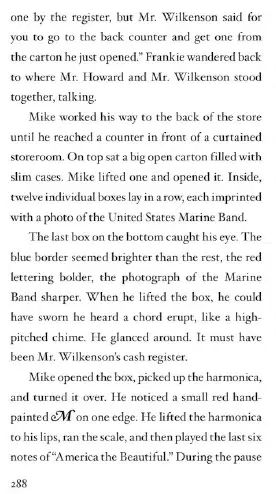 one by the register, but Mr. Wilkenson said for
you to go to the back counter and get one from
the carton he just opened.” Frankie wandered back
to where Mr. Howard and Mr. Wilkenson stood
together, talking.
Mike worked his way to the back of the store
until he reached a counter in front of a curtained
storeroom. On top sat a big open carton filled with
slim cases. Mike lifted one and opened it. Inside,
twelve individual boxes lay in a row, each imprinted
with a photo of the United States Marine Band.
The last box on the bottom caught his eye. The
blue border seemed brighter than the rest, the red
lettering bolder, the photograph of the Marine
Band sharper. When he lifted the box, he could
have sworn he heard a chord erupt, like a high-
pitched chime. He glanced around. It must have
been Mr. Wilkenson’s cash register.
Mike opened the box, picked up the harmonica,
and turned it over. He noticed a small red hand-
painted M on one edge. He lifted the harmonica
to his lips, ran the scale, and then played the last six
notes of “America the Beautiful.” During the pause
288